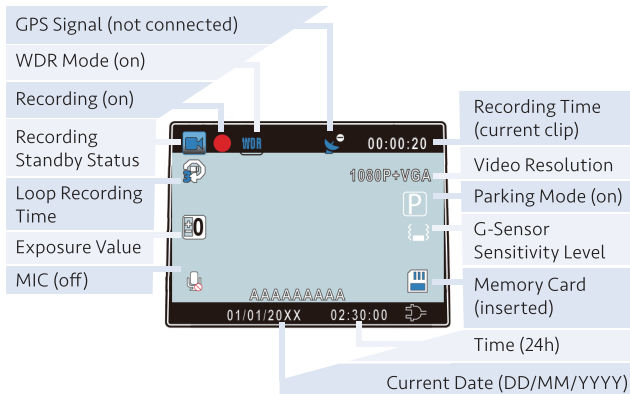 GPS Signal (not connected)
WDR Mode (on)
Recording (on)
Recording
Standby Status
Loop Recording
Time
Exposure Value
MIC (off)
WDR
00:00:20
1080P+VGA
P
0
AAAAAAAAA
01/01/20XX 02:30:00
Recording Time
(current clip)
Video Resolution
Parking Mode (on)
G-Sensor
Sensitivity Level
Memory Card
(inserted)
Time (24h)
Current Date (DD/MM/YYYY)